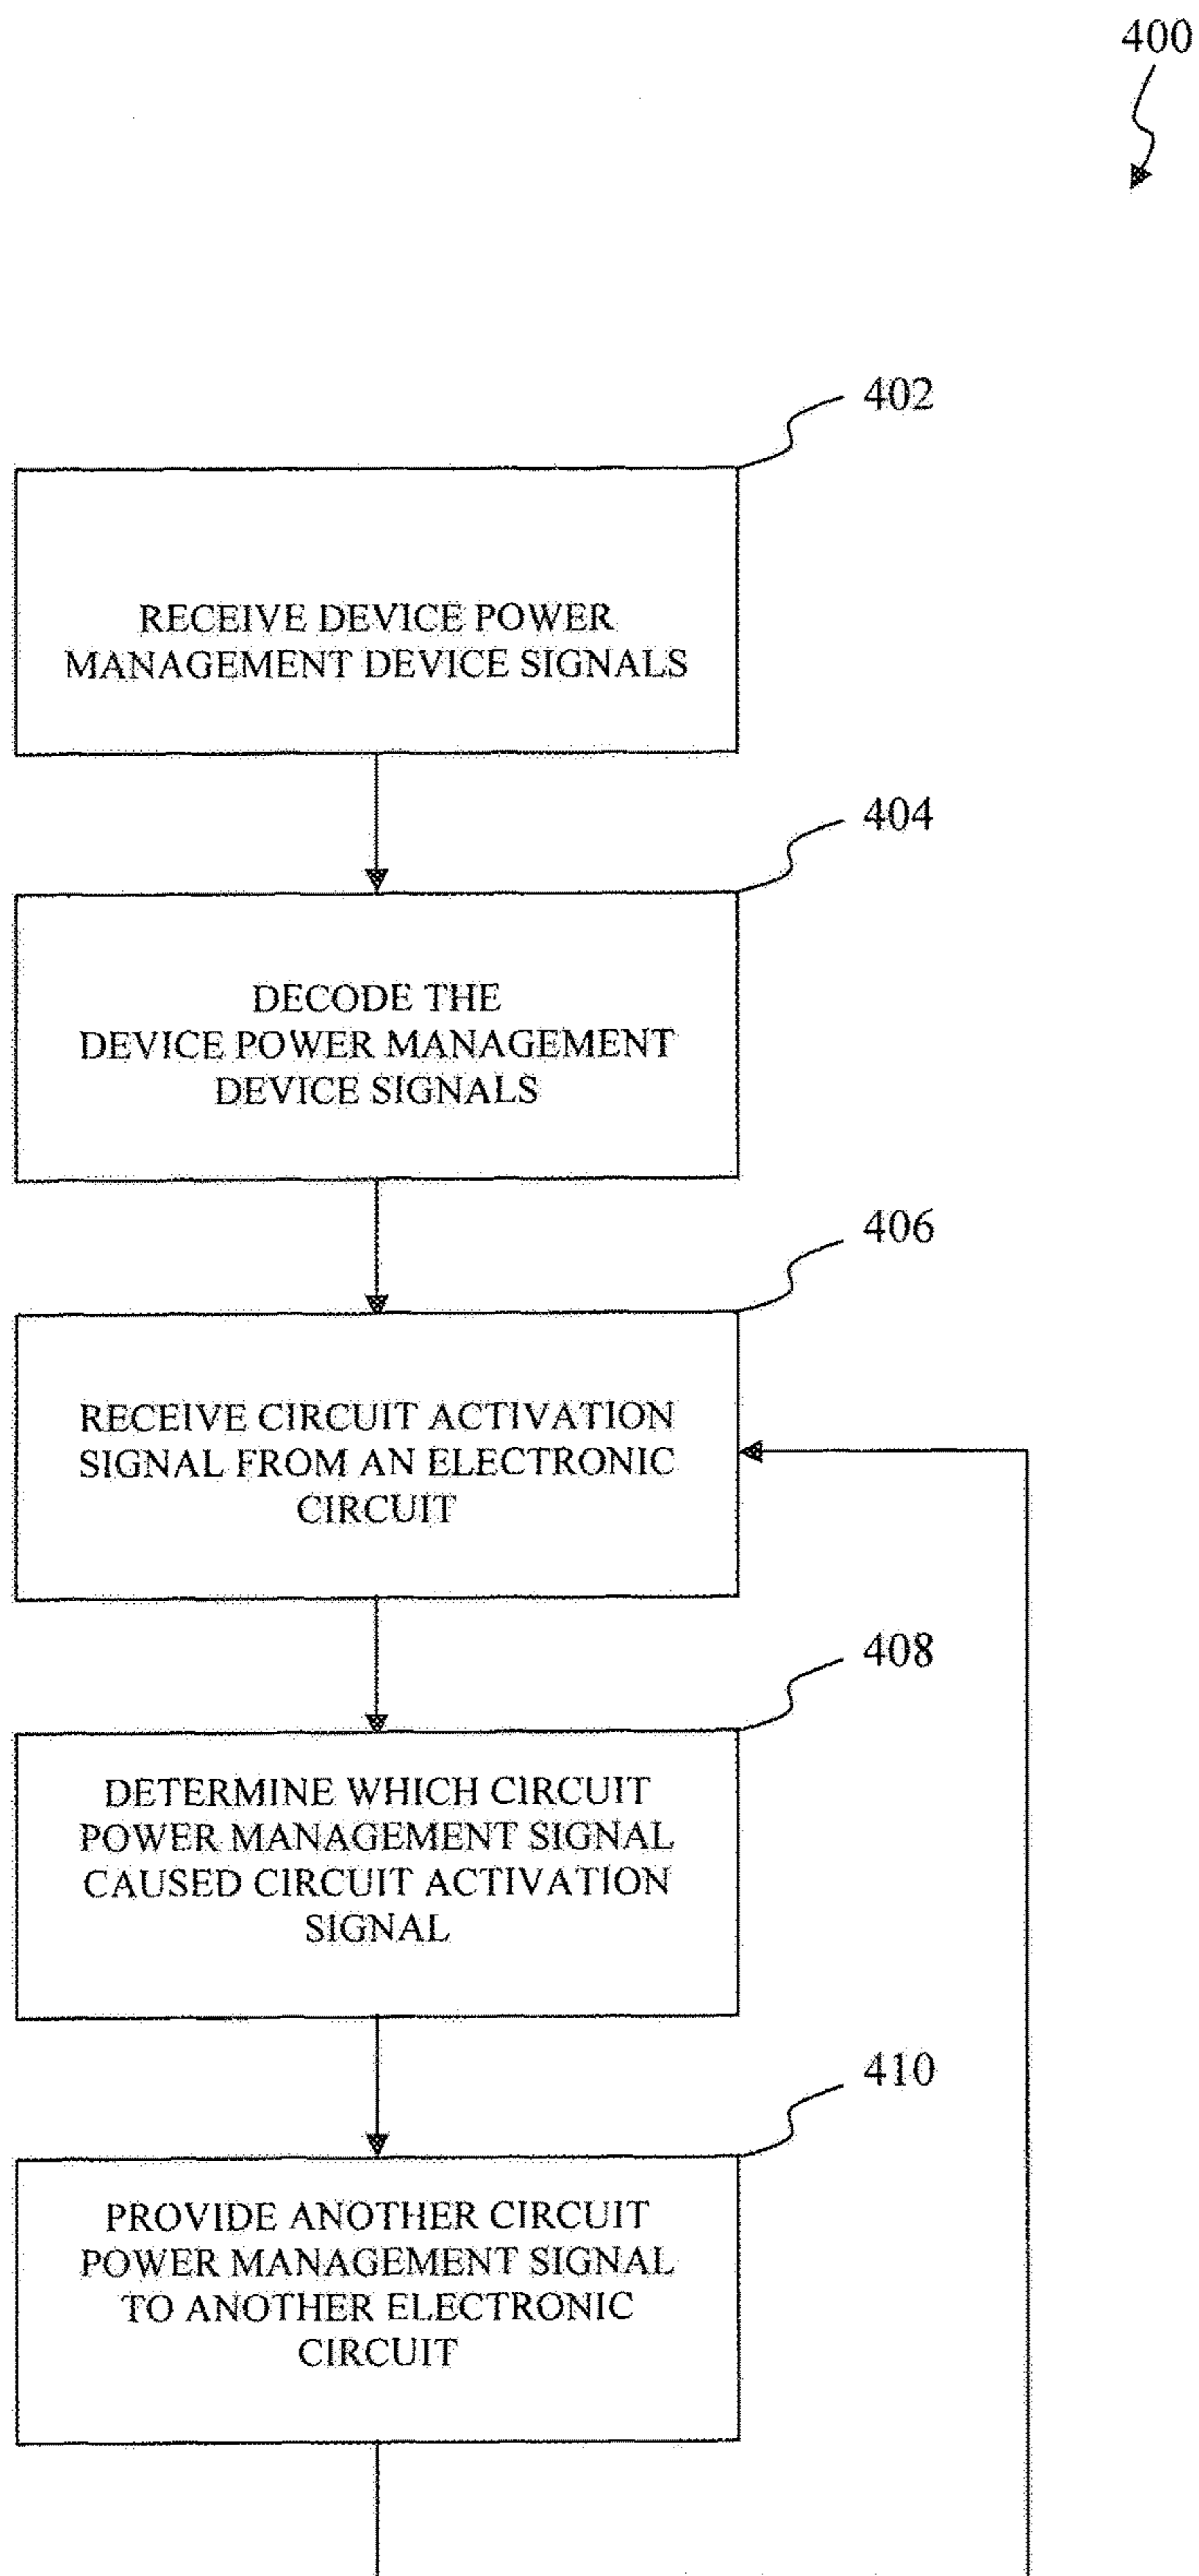 400
402
RECEIVE DEVICE POWER
MANAGEMENT DEVICE SIGNALS
404
DECODE THE
DEVICE POWER MANAGEMENT
DEVICE SIGNALS
406
RECEIVE CIRCUIT ACTIVATION
SIGNAL FROM AN ELECTRONIC
CIRCUIT
408
DETERMINE WHICH CIRCUIT
POWER MANAGEMENT SIGNAL
CAUSED CIRCUIT ACTIVATION
SIGNAL
410
PROVIDE ANOTHER CIRCUIT
POWER MANAGEMENT SIGNAL
TO ANOTHER ELECTRONIC
CIRCUIT